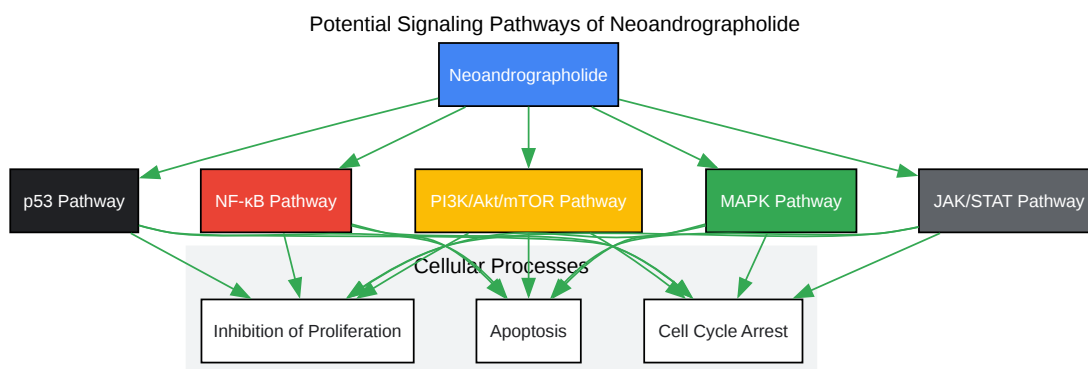 Potential Signaling Pathways of Neoandrographolide
Neoandrographolide
p53 Pathway
NF-κB Pathway
PI3K/Akt/mTOR Pathway
MAPK Pathway
JAK/STAT Pathway
Cellular Processes
Inhibition of Proliferation
Apoptosis
Cell Cycle Arrest